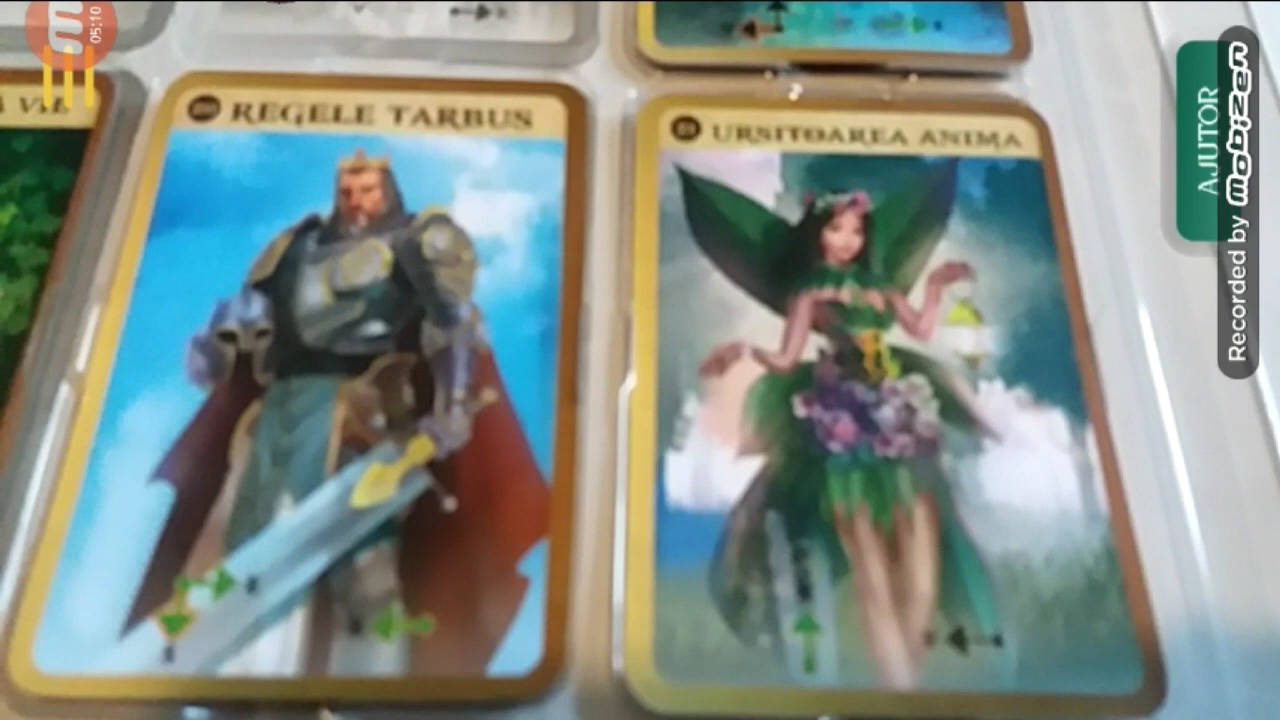 05:10
REGELE TARBUS
URSITOAREA ANIMA
AJUTOR
Recorded by mobizen